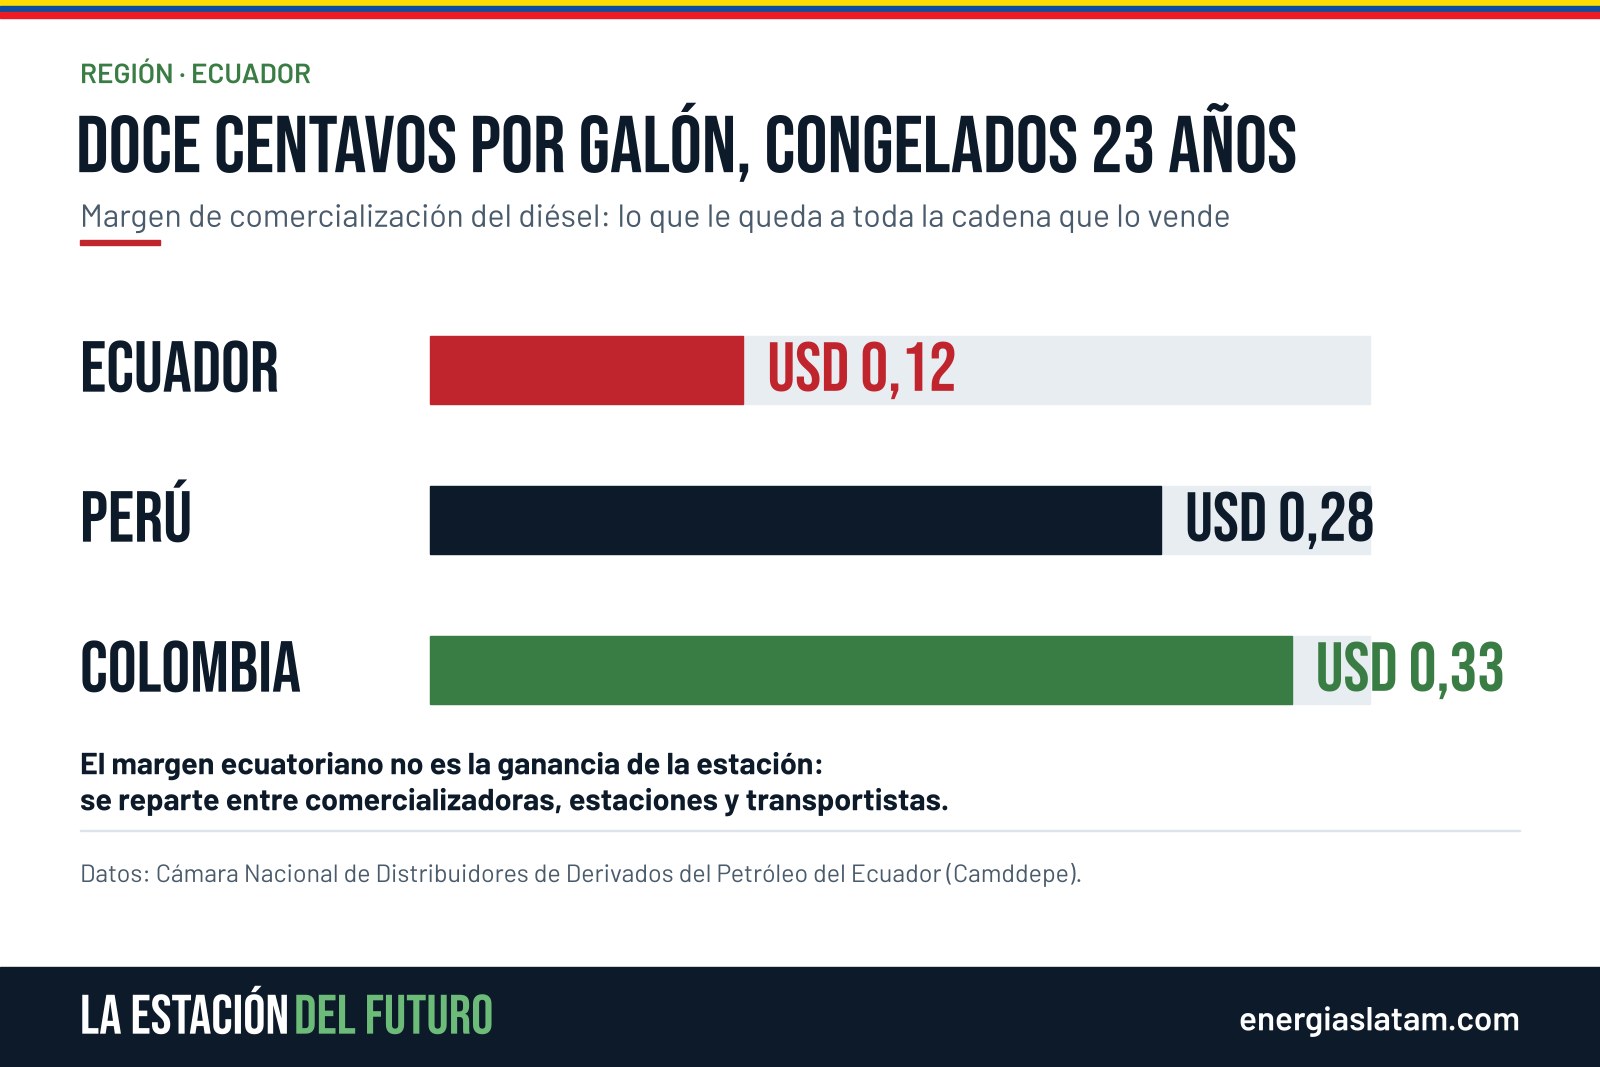 REGIÓN · ECUADOR
DOCE CENTAVOS POR GALÓN, CONGELADOS 23 AÑOS
Margen de comercialización del diésel: lo que le queda a toda la cadena que lo vende
ECUADOR USD 0,12
PERÚ USD 0,28
COLOMBIA USD 0,33
El margen ecuatoriano no es la ganancia de la estación:
se reparte entre comercializadoras, estaciones y transportistas.
Datos: Cámara Nacional de Distribuidores de Derivados del Petróleo del Ecuador (Camddepe).
LA ESTACIÓN DEL FUTURO energiaslatam.com